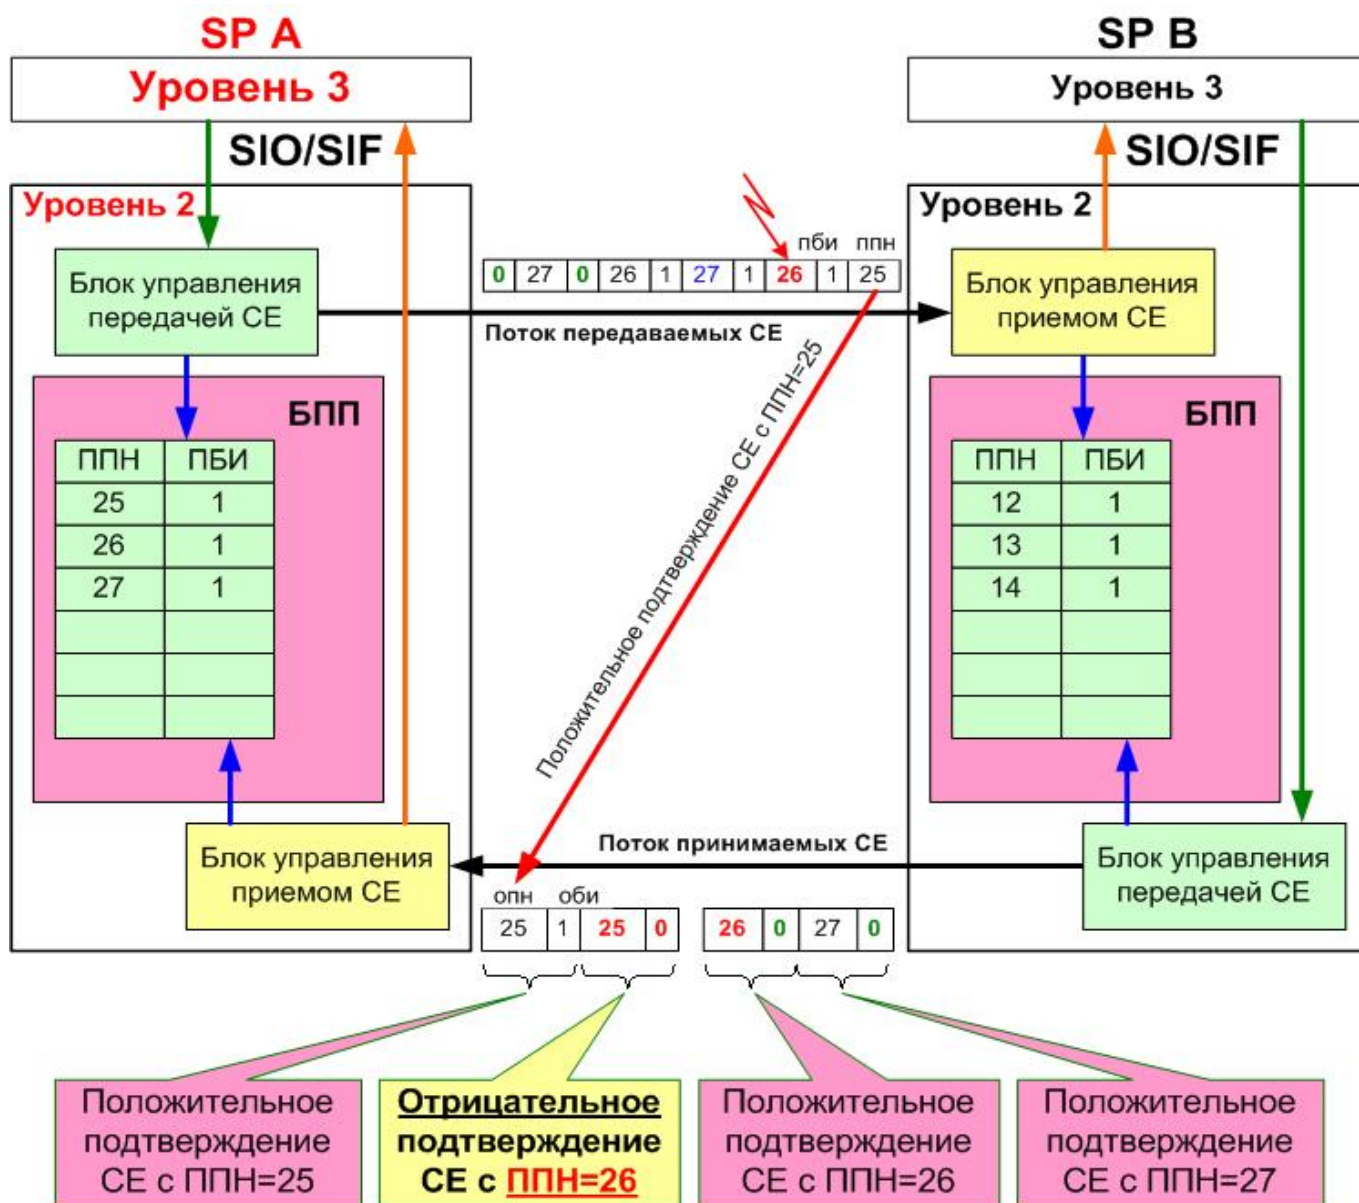 SP A
SP B
Уровень 3
Уровень 3
SIO/SIF
SIO/SIF
Уровень 2
Уровень 2
Блок управления
передачей СЕ
пби ппн
0 27 0 26 1 27 1 26 1 25
Поток передаваемых СЕ
Блок управления
приемом СЕ
Положительное подтверждение СЕ с ППН=25
БПП
ППН ПБИ
25 1
26 1
27 1
БПП
ППН ПБИ
12 1
13 1
14 1
Блок управления
приемом СЕ
Поток принимаемых СЕ
Блок управления
передачей СЕ
опн оби
25 1 25 0
26 0 27 0
Положительное
подтверждение
СЕ с ППН=25
Отрицательное
подтверждение
СЕ с ППН=26
Положительное
подтверждение
СЕ с ППН=26
Положительное
подтверждение
СЕ с ППН=27